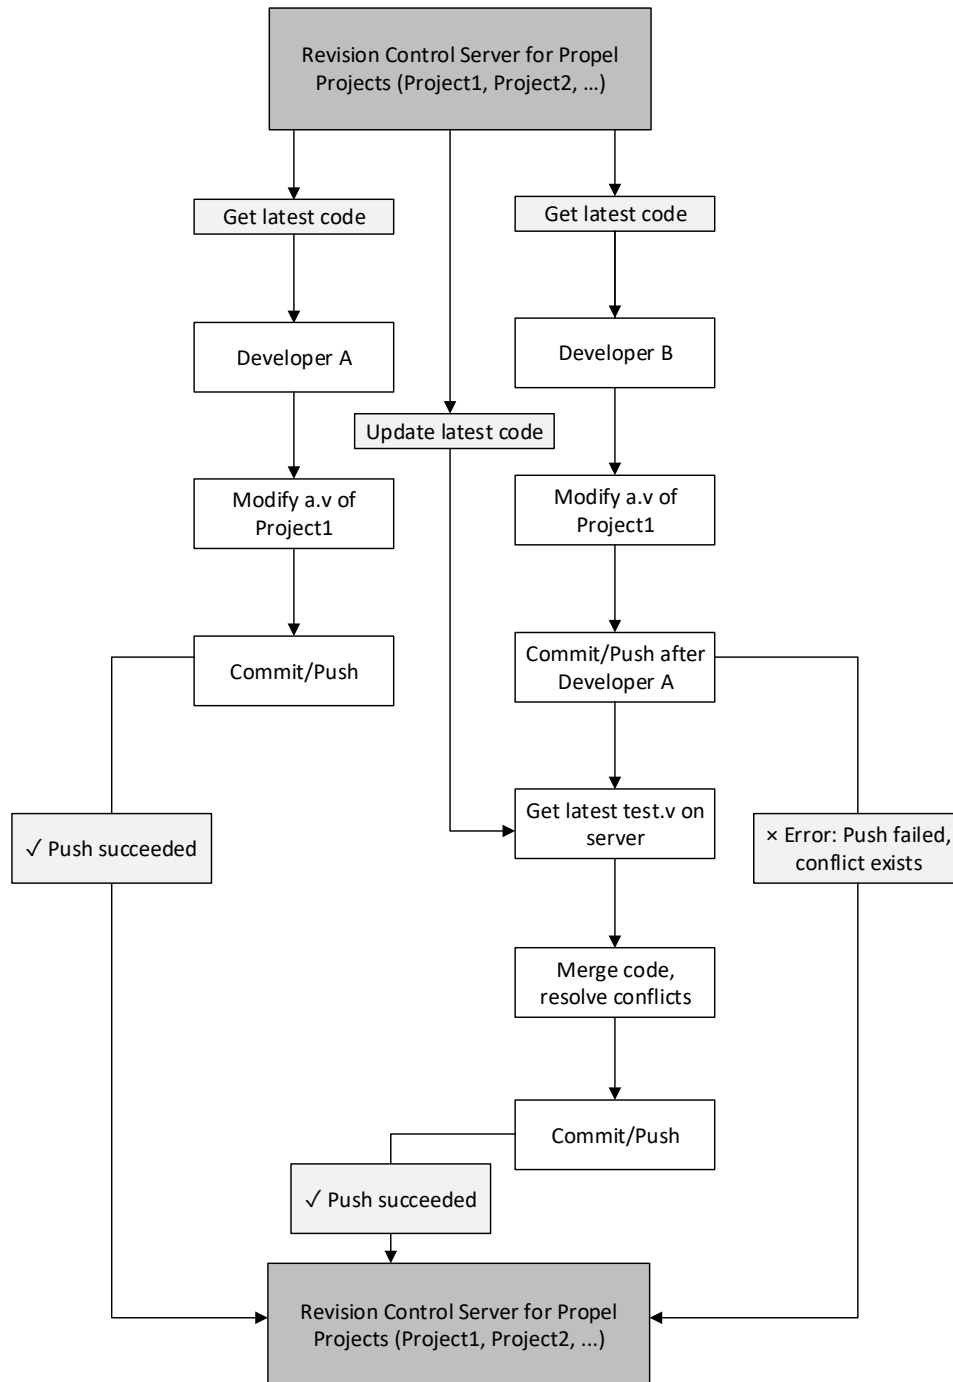 Revision Control Server for Propel
Projects (Project1, Project2, ...)
Get latest code
Get latest code
Developer A
Developer B
Update latest code
Modify a.v of
Project1
Modify a.v of
Project1
Commit/Push
Commit/Push after
Developer A
Get latest test.v on
server
✓ Push succeeded
× Error: Push failed,
conflict exists
Merge code,
resolve conflicts
Commit/Push
✓ Push succeeded
Revision Control Server for Propel
Projects (Project1, Project2, ...)